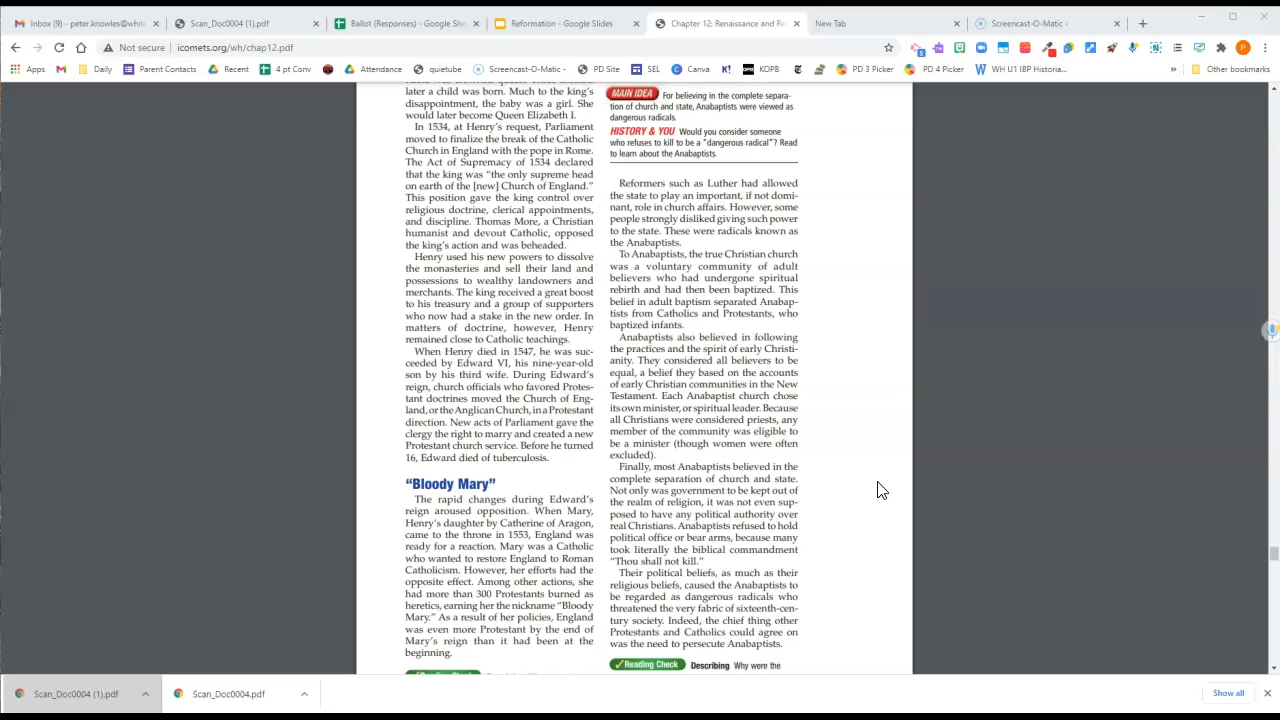 Inbox (9) - peter.knowles@white
Scan_Doc0004 (1).pdf
Ballot (Responses) - Google She
Reformation - Google Slides
Chapter 12: Renaissance and Re
New Tab
Screencast-O-Matic -
Not secure | icomets.org/wh/chap12.pdf
Apps
Daily
Parent Contacts
Recent
4 pt Conv
Attendance
quietube
Screencast-O-Matic -
PD Site
SEL
Canva
KOPB
PD 3 Picker
PD 4 Picker
WH U1 IBP Historia...
Other bookmarks
later a child was born. Much to the king's
disappointment, the baby was a girl. She
would later become Queen Elizabeth I.
In 1534, at Henry's request, Parliament
moved to finalize the break of the Catholic
Church in England with the pope in Rome.
The Act of Supremacy of 1534 declared
that the king was "the only supreme head
on earth of the [new] Church of England."
This position gave the king control over
religious doctrine, clerical appointments,
and discipline. Thomas More, a Christian
humanist and devout Catholic, opposed
the king's action and was beheaded.
Henry used his new powers to dissolve
the monasteries and sell their land and
possessions to wealthy landowners and
merchants. The king received a great boost
to his treasury and a group of supporters
who now had a stake in the new order. In
matters of doctrine, however, Henry
remained close to Catholic teachings.
When Henry died in 1547, he was suc-
ceeded by Edward VI, his nine-year-old
son by his third wife. During Edward's
reign, church officials who favored Protes-
tant doctrines moved the Church of Eng-
land, or the Anglican Church, in a Protestant
direction. New acts of Parliament gave the
clergy the right to marry and created a new
Protestant church service. Before he turned
16, Edward died of tuberculosis.
"Bloody Mary"
The rapid changes during Edward's
reign aroused opposition. When Mary,
Henry's daughter by Catherine of Aragon,
came to the throne in 1553, England was
ready for a reaction. Mary was a Catholic
who wanted to restore England to Roman
Catholicism. However, her efforts had the
opposite effect. Among other actions, she
had more than 300 Protestants burned as
heretics, earning her the nickname "Bloody
Mary." As a result of her policies, England
was even more Protestant by the end of
Mary's reign than it had been at the
beginning.
MAIN IDEA For believing in the complete separa-
tion of church and state, Anabaptists were viewed as
dangerous radicals.
HISTORY & YOU Would you consider someone
who refuses to kill to be a "dangerous radical"? Read
to learn about the Anabaptists.
Reformers such as Luther had allowed
the state to play an important, if not domi-
nant, role in church affairs. However, some
people strongly disliked giving such power
to the state. These were radicals known as
the Anabaptists.
To Anabaptists, the true Christian church
was a voluntary community of adult
believers who had undergone spiritual
rebirth and had then been baptized. This
belief in adult baptism separated Anabap-
tists from Catholics and Protestants, who
baptized infants.
Anabaptists also believed in following
the practices and the spirit of early Christi-
anity. They considered all believers to be
equal, a belief they based on the accounts
of early Christian communities in the New
Testament. Each Anabaptist church chose
its own minister, or spiritual leader. Because
all Christians were considered priests, any
member of the community was eligible to
be a minister (though women were often
excluded).
Finally, most Anabaptists believed in the
complete separation of church and state.
Not only was government to be kept out of
the realm of religion, it was not even sup-
posed to have any political authority over
real Christians. Anabaptists refused to hold
political office or bear arms, because many
took literally the biblical commandment
"Thou shall not kill."
Their political beliefs, as much as their
religious beliefs, caused the Anabaptists to
be regarded as dangerous radicals who
threatened the very fabric of sixteenth-cen-
tury society. Indeed, the chief thing other
Protestants and Catholics could agree on
was the need to persecute Anabaptists.
Reading Check Describing Why were the
Scan_Doc0004 (1).pdf
Scan_Doc0004.pdf
Show all